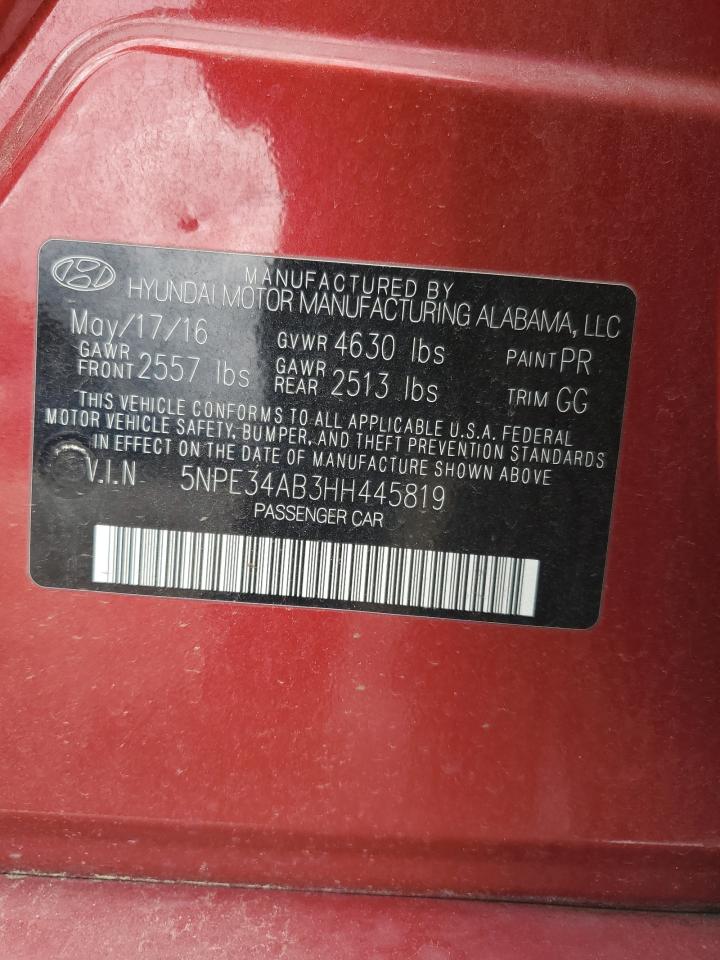 MANUFACTURED BY
HYUNDAI MOTOR MANUFACTURING ALABAMA, LLC
May/17/16 GVWR 4630 lbs PAINT PR
GAWR FRONT 2557 lbs GAWR REAR 2513 lbs TRIM GG
THIS VEHICLE CONFORMS TO ALL APPLICABLE U.S.A. FEDERAL
MOTOR VEHICLE SAFETY, BUMPER, AND THEFT PREVENTION STANDARDS
IN EFFECT ON THE DATE OF MANUFACTURE SHOWN ABOVE
V.I.N 5NPE34AB3HH445819
PASSENGER CAR